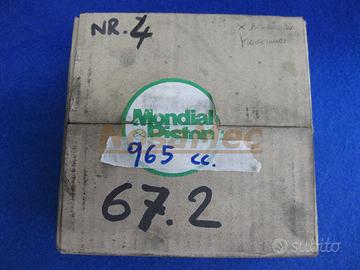 NR. 4
Mondial
Piston
965 cc.
67.2
subito